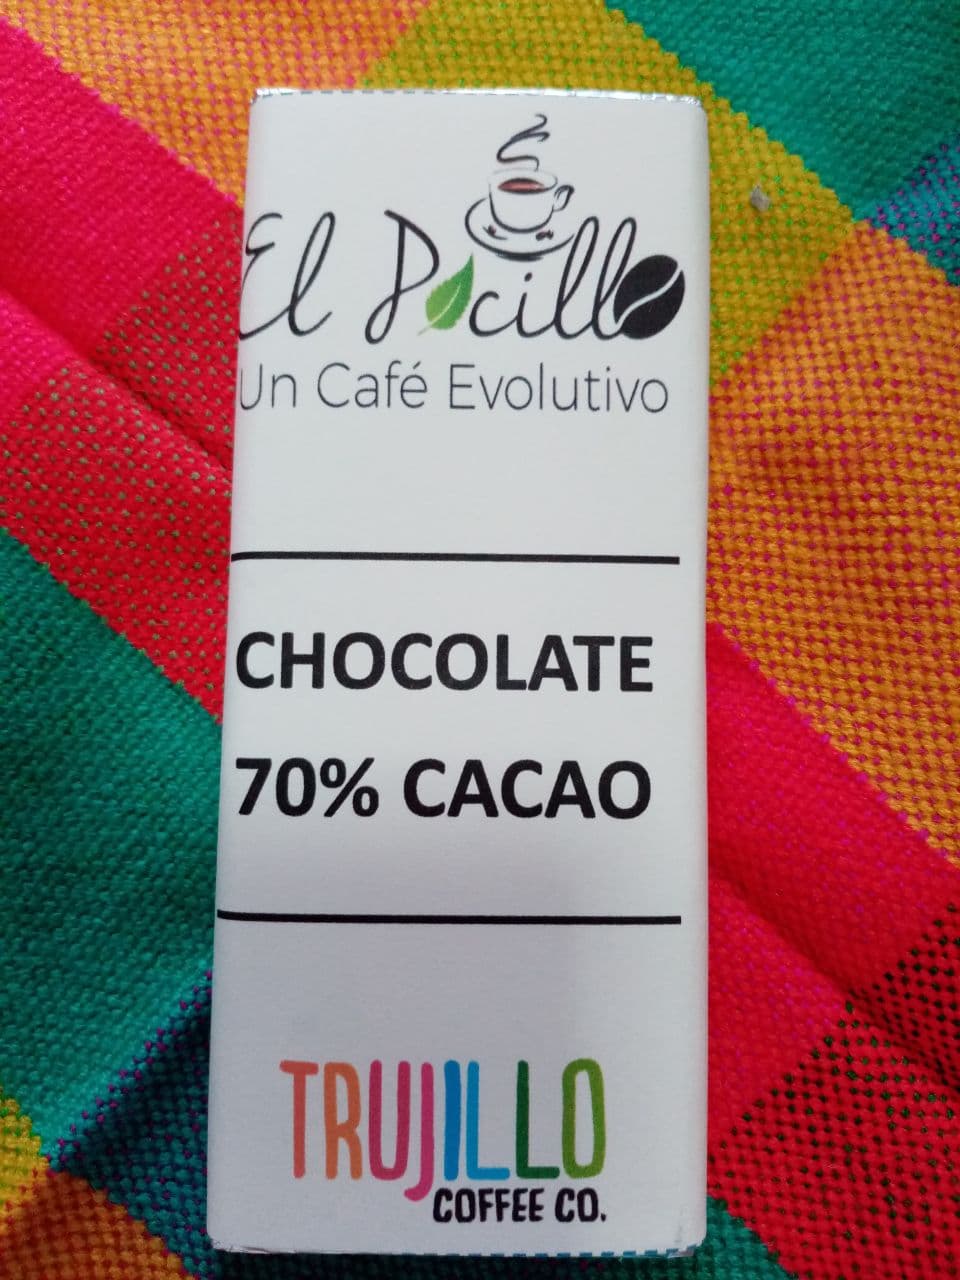 El Pocillo
Un Café Evolutivo
CHOCOLATE
70% CACAO
TRUJILLO
COFFEE CO.